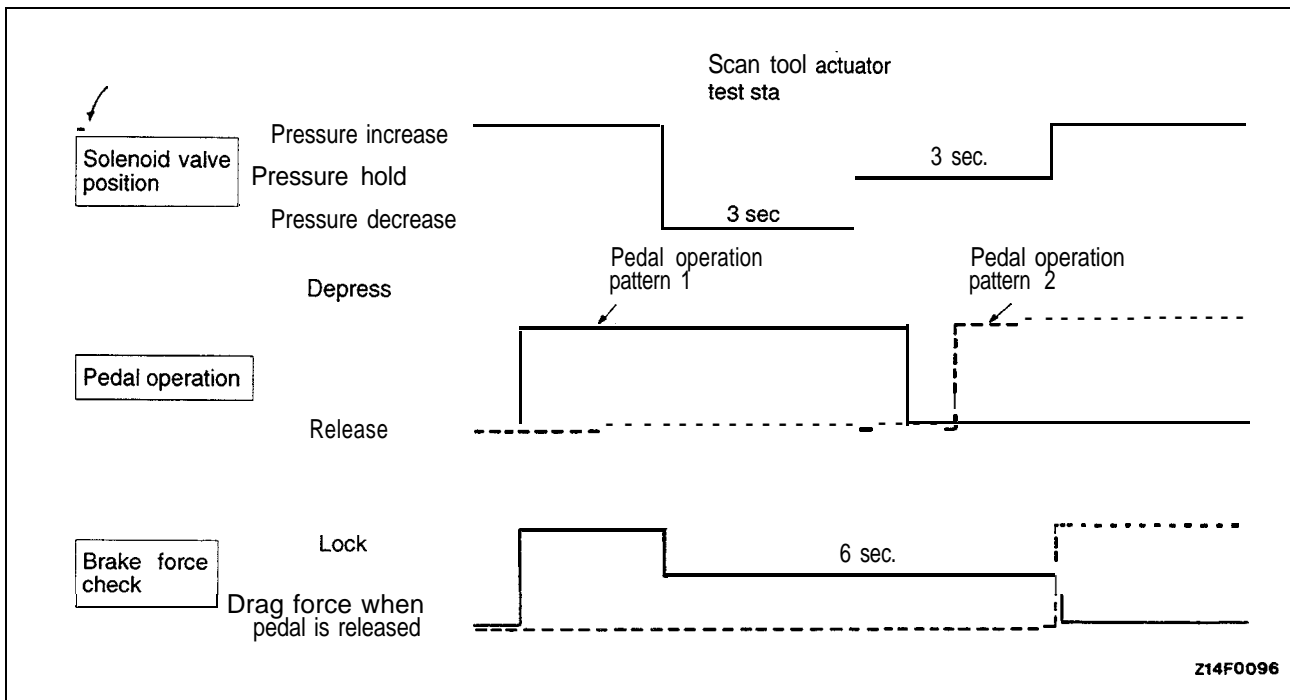 Scan tool actuator
test sta
Solenoid valve
position
Pressure increase
Pressure hold
Pressure decrease
3 sec
3 sec.
Pedal operation
pattern 1
Pedal operation
pattern 2
Depress
Pedal operation
Release
Lock
Brake force
check
6 sec.
Drag force when
pedal is released
Z14F0096